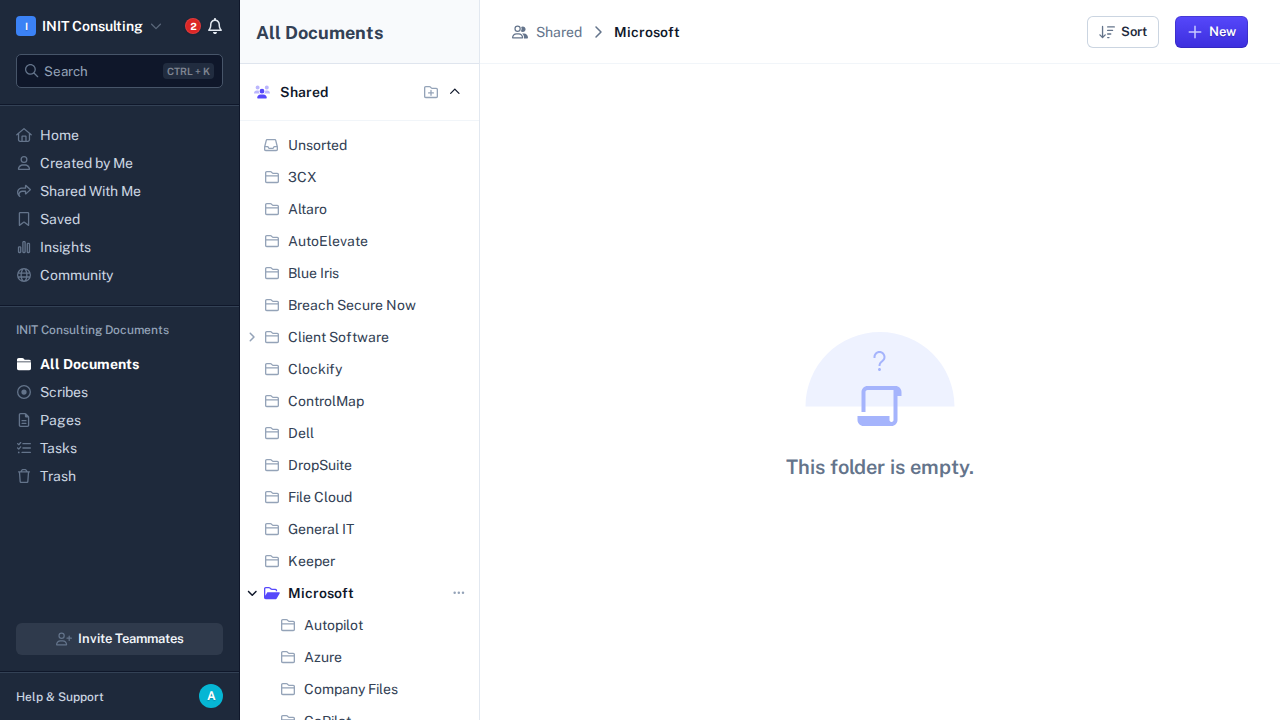 I INIT Consulting 2
Search CTRL + K
Home
Created by Me
Shared With Me
Saved
Insights
Community
INIT Consulting Documents
All Documents
Scribes
Pages
Tasks
Trash
Invite Teammates
Help & Support A
All Documents
Shared
Unsorted
3CX
Altaro
AutoElevate
Blue Iris
Breach Secure Now
Client Software
Clockify
ControlMap
Dell
DropSuite
File Cloud
General IT
Keeper
Microsoft
Autopilot
Azure
Company Files
CoPilot
Shared > Microsoft
Sort
New
This folder is empty.